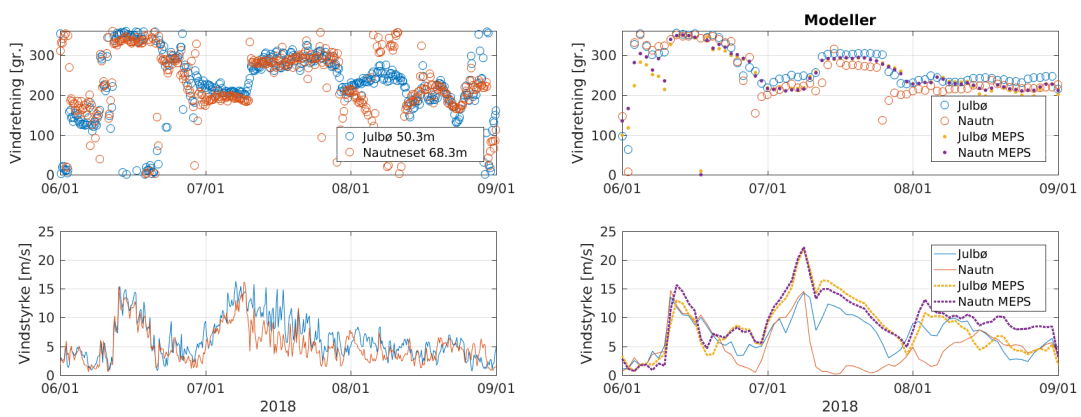 Modeller
Vindretning [gr.]
300
200
100
0
06/01
07/01
08/01
09/01
Julbø 50.3m
Nautneset 68.3m
Vindretning [gr.]
300
200
100
0
06/01
07/01
08/01
09/01
Julbø
Nautn
Julbø MEPS
Nautn MEPS
Vindstyrke [m/s]
25
20
15
10
5
0
06/01
07/01
08/01
09/01
2018
Vindstyrke [m/s]
25
20
15
10
5
0
06/01
07/01
08/01
09/01
2018
Julbø
Nautn
Julbø MEPS
Nautn MEPS